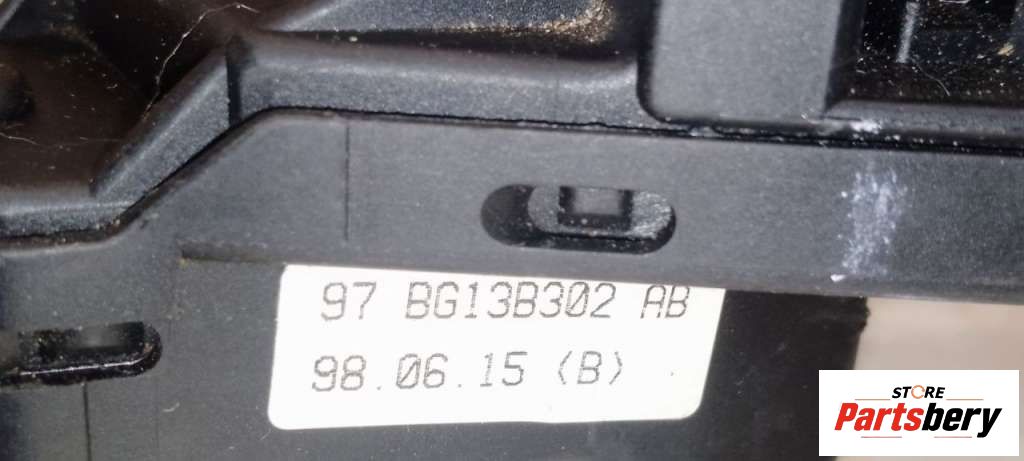 97 BG13B302 AB
98.06.15 (B)
STORE
Partsbery